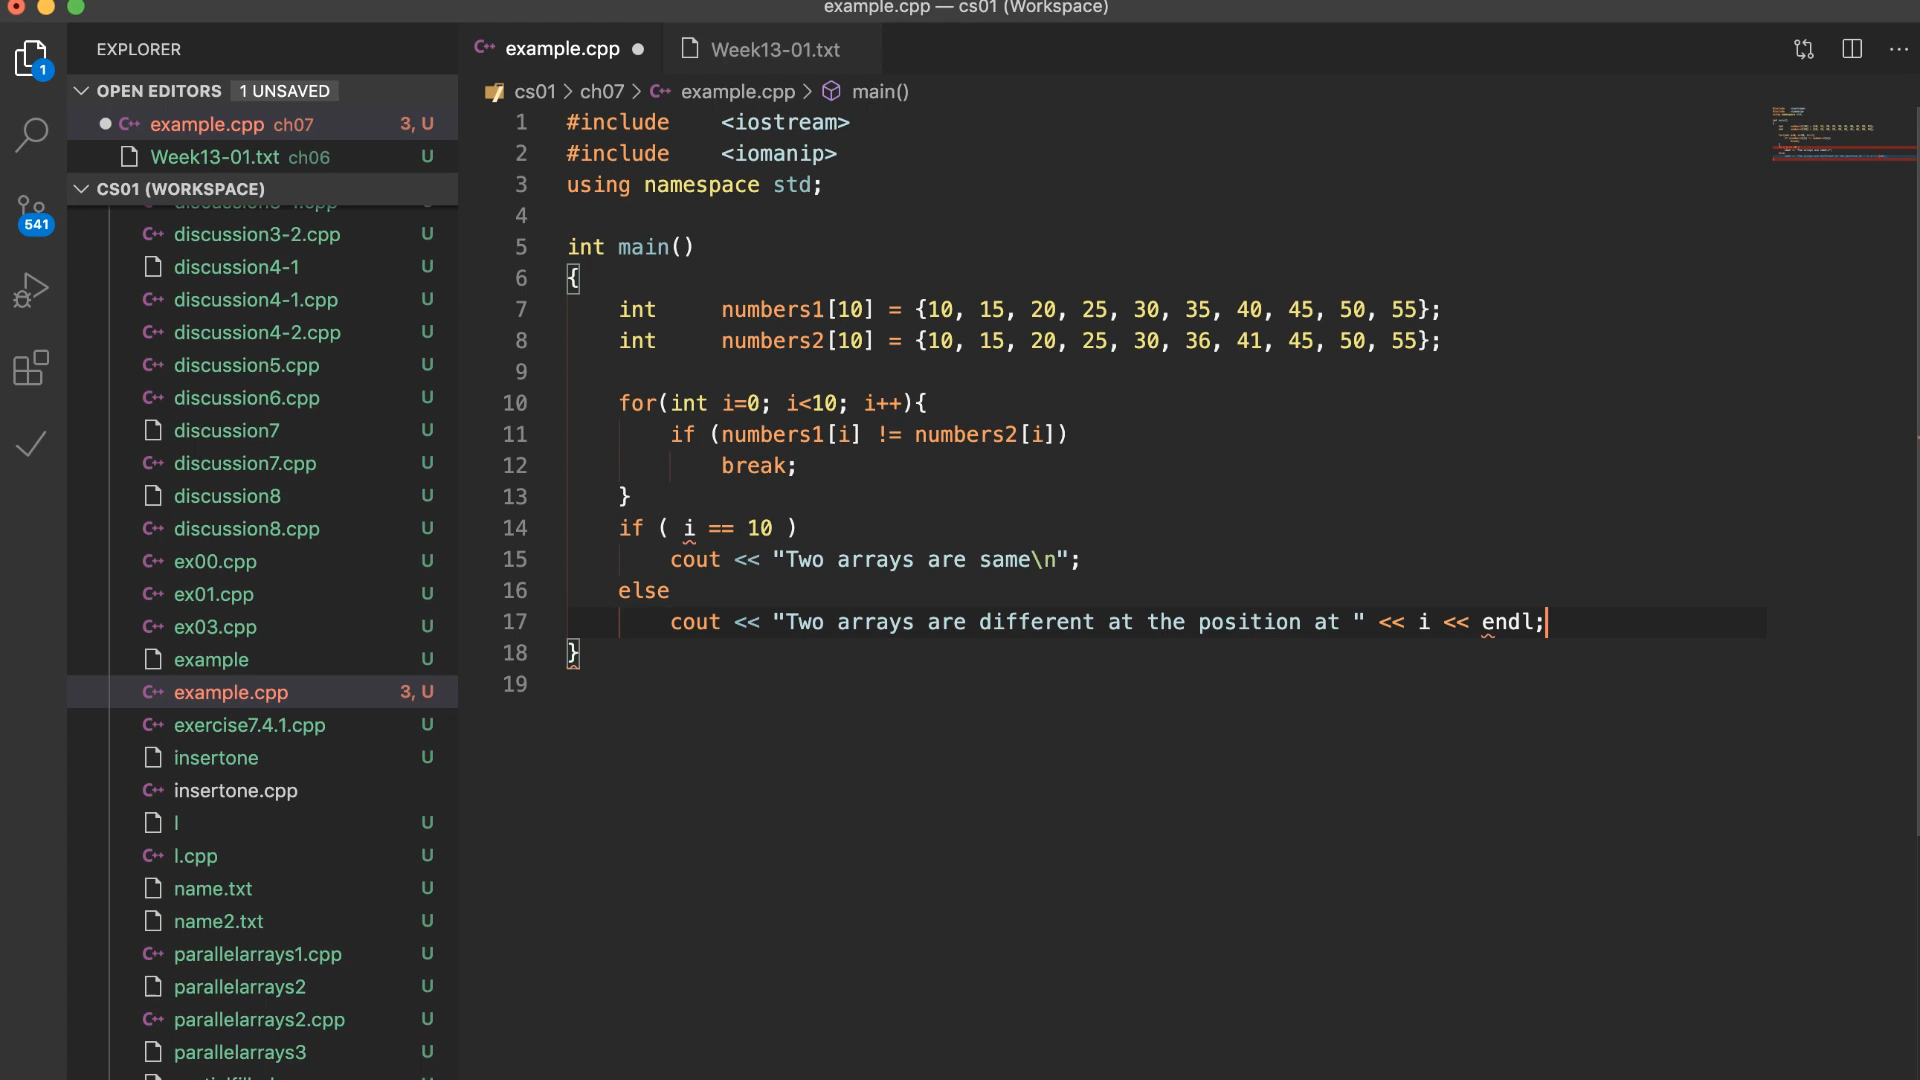 example.cpp — cs01 (Workspace)
EXPLORER
OPEN EDITORS 1 UNSAVED
example.cpp ch07 3, U
Week13-01.txt ch06 U
CS01 (WORKSPACE)
discussion3-2.cpp U
discussion4-1 U
discussion4-1.cpp U
discussion4-2.cpp U
discussion5.cpp U
discussion6.cpp U
discussion7 U
discussion7.cpp U
discussion8 U
discussion8.cpp U
ex00.cpp U
ex01.cpp U
ex03.cpp U
example U
example.cpp 3, U
exercise7.4.1.cpp U
insertone U
insertone.cpp
l U
l.cpp U
name.txt U
name2.txt U
parallelarrays1.cpp U
parallelarrays2 U
parallelarrays2.cpp U
parallelarrays3 U
1
541
example.cpp Week13-01.txt
cs01 > ch07 > example.cpp > main()
1 #include <iostream>
2 #include <iomanip>
3 using namespace std;
4
5 int main()
6 {
7 int numbers1[10] = {10, 15, 20, 25, 30, 35, 40, 45, 50, 55};
8 int numbers2[10] = {10, 15, 20, 25, 30, 36, 41, 45, 50, 55};
9
10 for(int i=0; i<10; i++){
11 if (numbers1[i] != numbers2[i])
12 break;
13 }
14 if ( i == 10 )
15 cout << "Two arrays are same\n";
16 else
17 cout << "Two arrays are different at the position at " << i << endl;
18 }
19